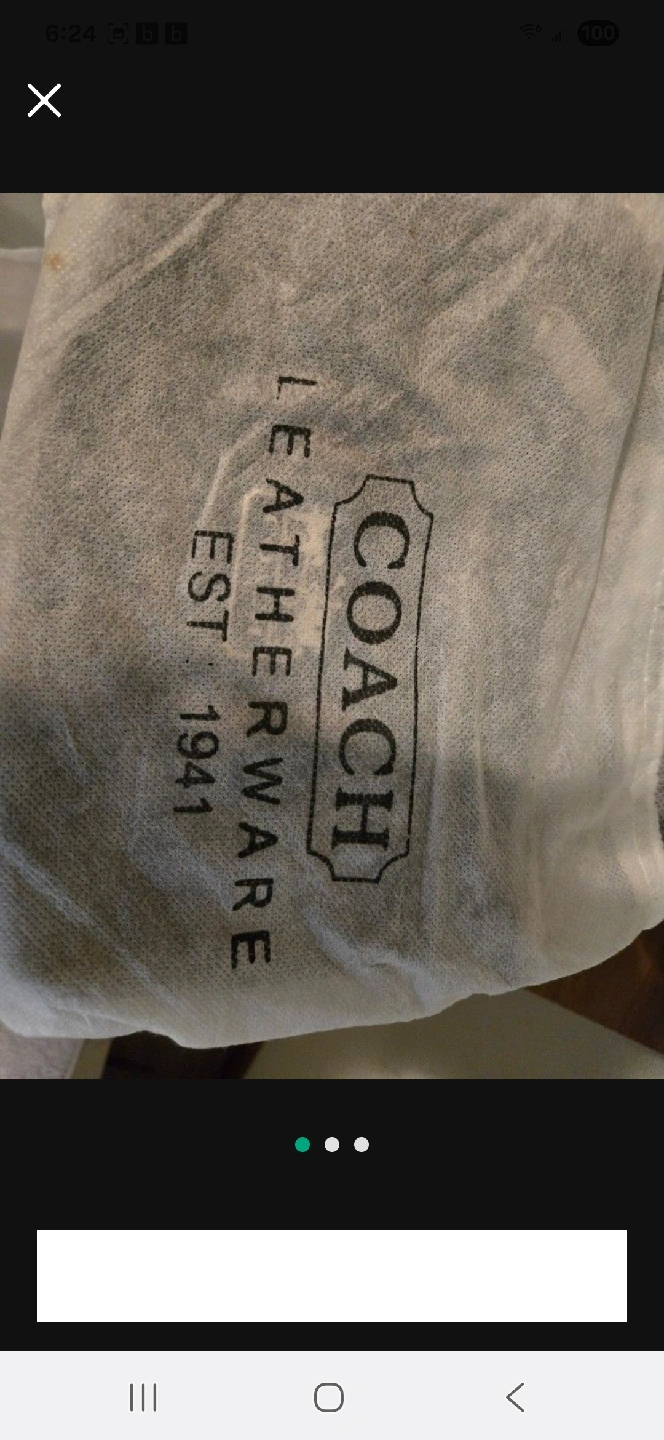 6:24
100
COACH
LEATHERWARE
EST 1941